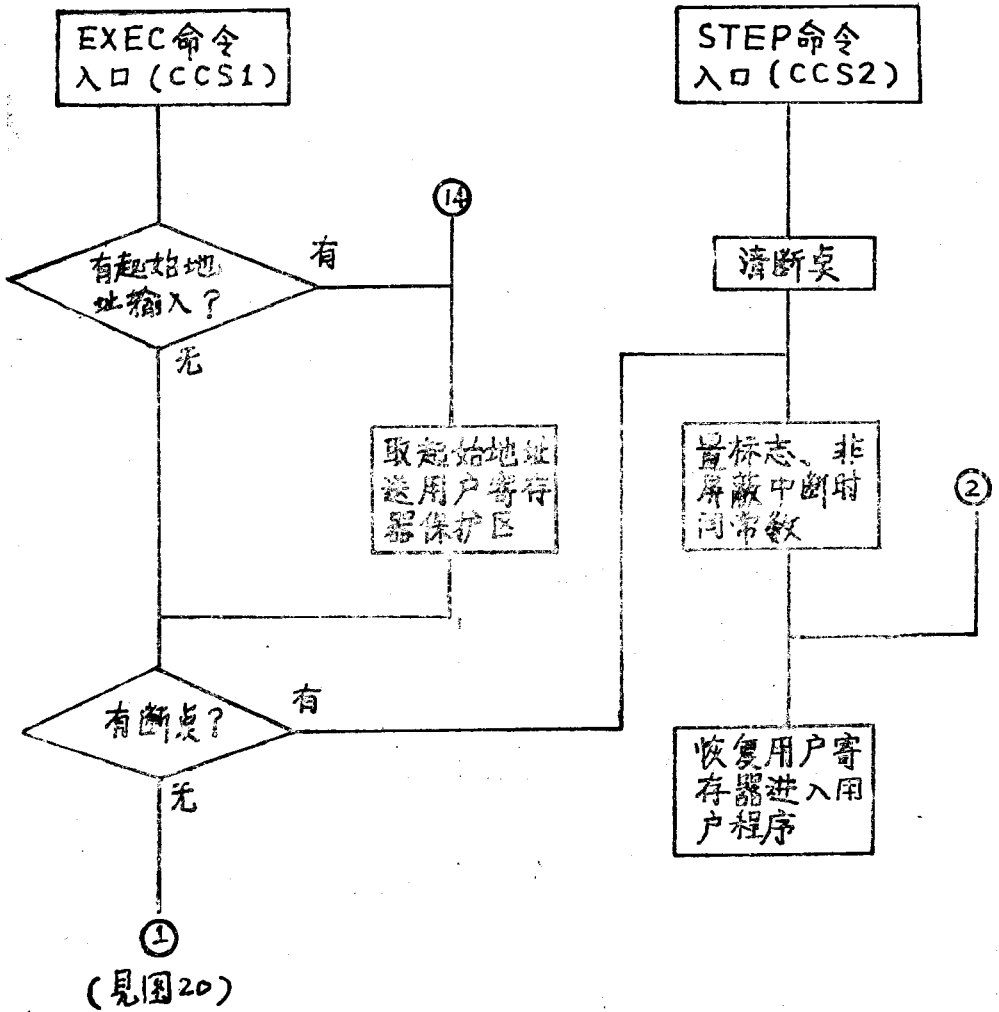 EXEC命令
入口(CCS1)
有起始地
址输入?
有
无
14
取起始地址
送用户寄存
器保护区
有断点?
有
无
1
(見图20)
STEP命令
入口(CCS2)
清断点
置标志、非
屏蔽中断时
间常数
2
恢复用户寄
存器进入用
户程序